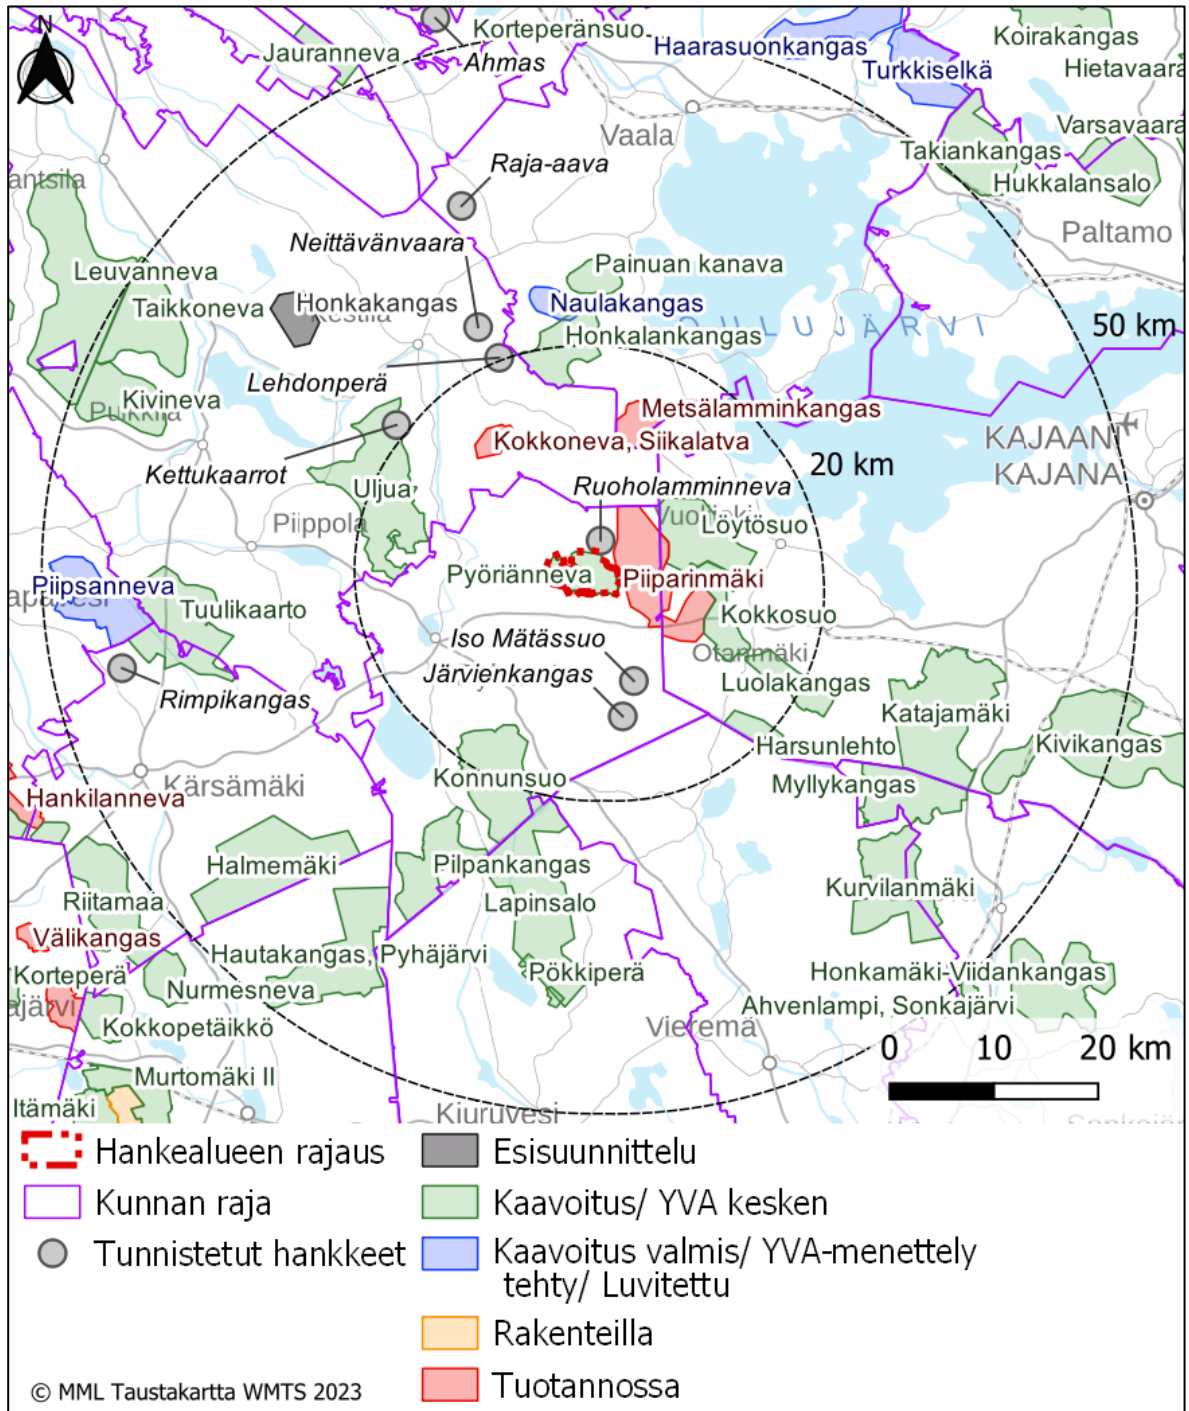 N
Korteperänsuo
Jauranneva
Ahmas
Haarasuonkangas
Turkkiselkä
Koirakangas
Hietavaara
Vaala
Varsavaara
Takiankangas
Hukkalansalo
Raja-aava
antsila
Paltamo
Neittävänvaara
Leuvanneva
Painuan kanava
Taikkoneva
Honkakangas
Naulakangas
OULUJÄRVI
50 km
Honkalankangas
Lehdonperä
Kivineva
Pulkkila
Metsälamminkangas
Kokkoneva, Siikalatva
KAJAANI
KAJANA
20 km
Kettukaarrot
Uljua
Ruoholamminneva
Piippola
Löytösuo
Pyöriänneva
Piiparinmäki
Piipsanneva
Tuulikaarto
Kokkosuo
Iso Mätässuo
Otanmäki
Järvienkangas
Luolakangas
Rimpikangas
Katajamäki
Kivikangas
Harsunlehto
Konnunsuo
Myllykangas
Kärsämäki
Hankilanneva
Halmemäki
Pilpankangas
Kurvilanmäki
Riitamaa
Lapinsalo
Välikangas
Hautakangas, Pyhäjärvi
Korteperä
Nurmesneva
Pökkiperä
Honkamäki-Viidankangas
ajärvi
Ahvenlampi, Sonkajärvi
Kokkopetäikkö
Vieremä
0 10 20 km
Murtomäki II
Itämäki
Kiuruvesi
Hankealueen rajaus
Kunnan raja
Tunnistetut hankkeet
Esisuunnittelu
Kaavoitus/ YVA kesken
Kaavoitus valmis/ YVA-menettely
tehty/ Luvitettu
Rakenteilla
Tuotannossa
© MML Taustakartta WMTS 2023